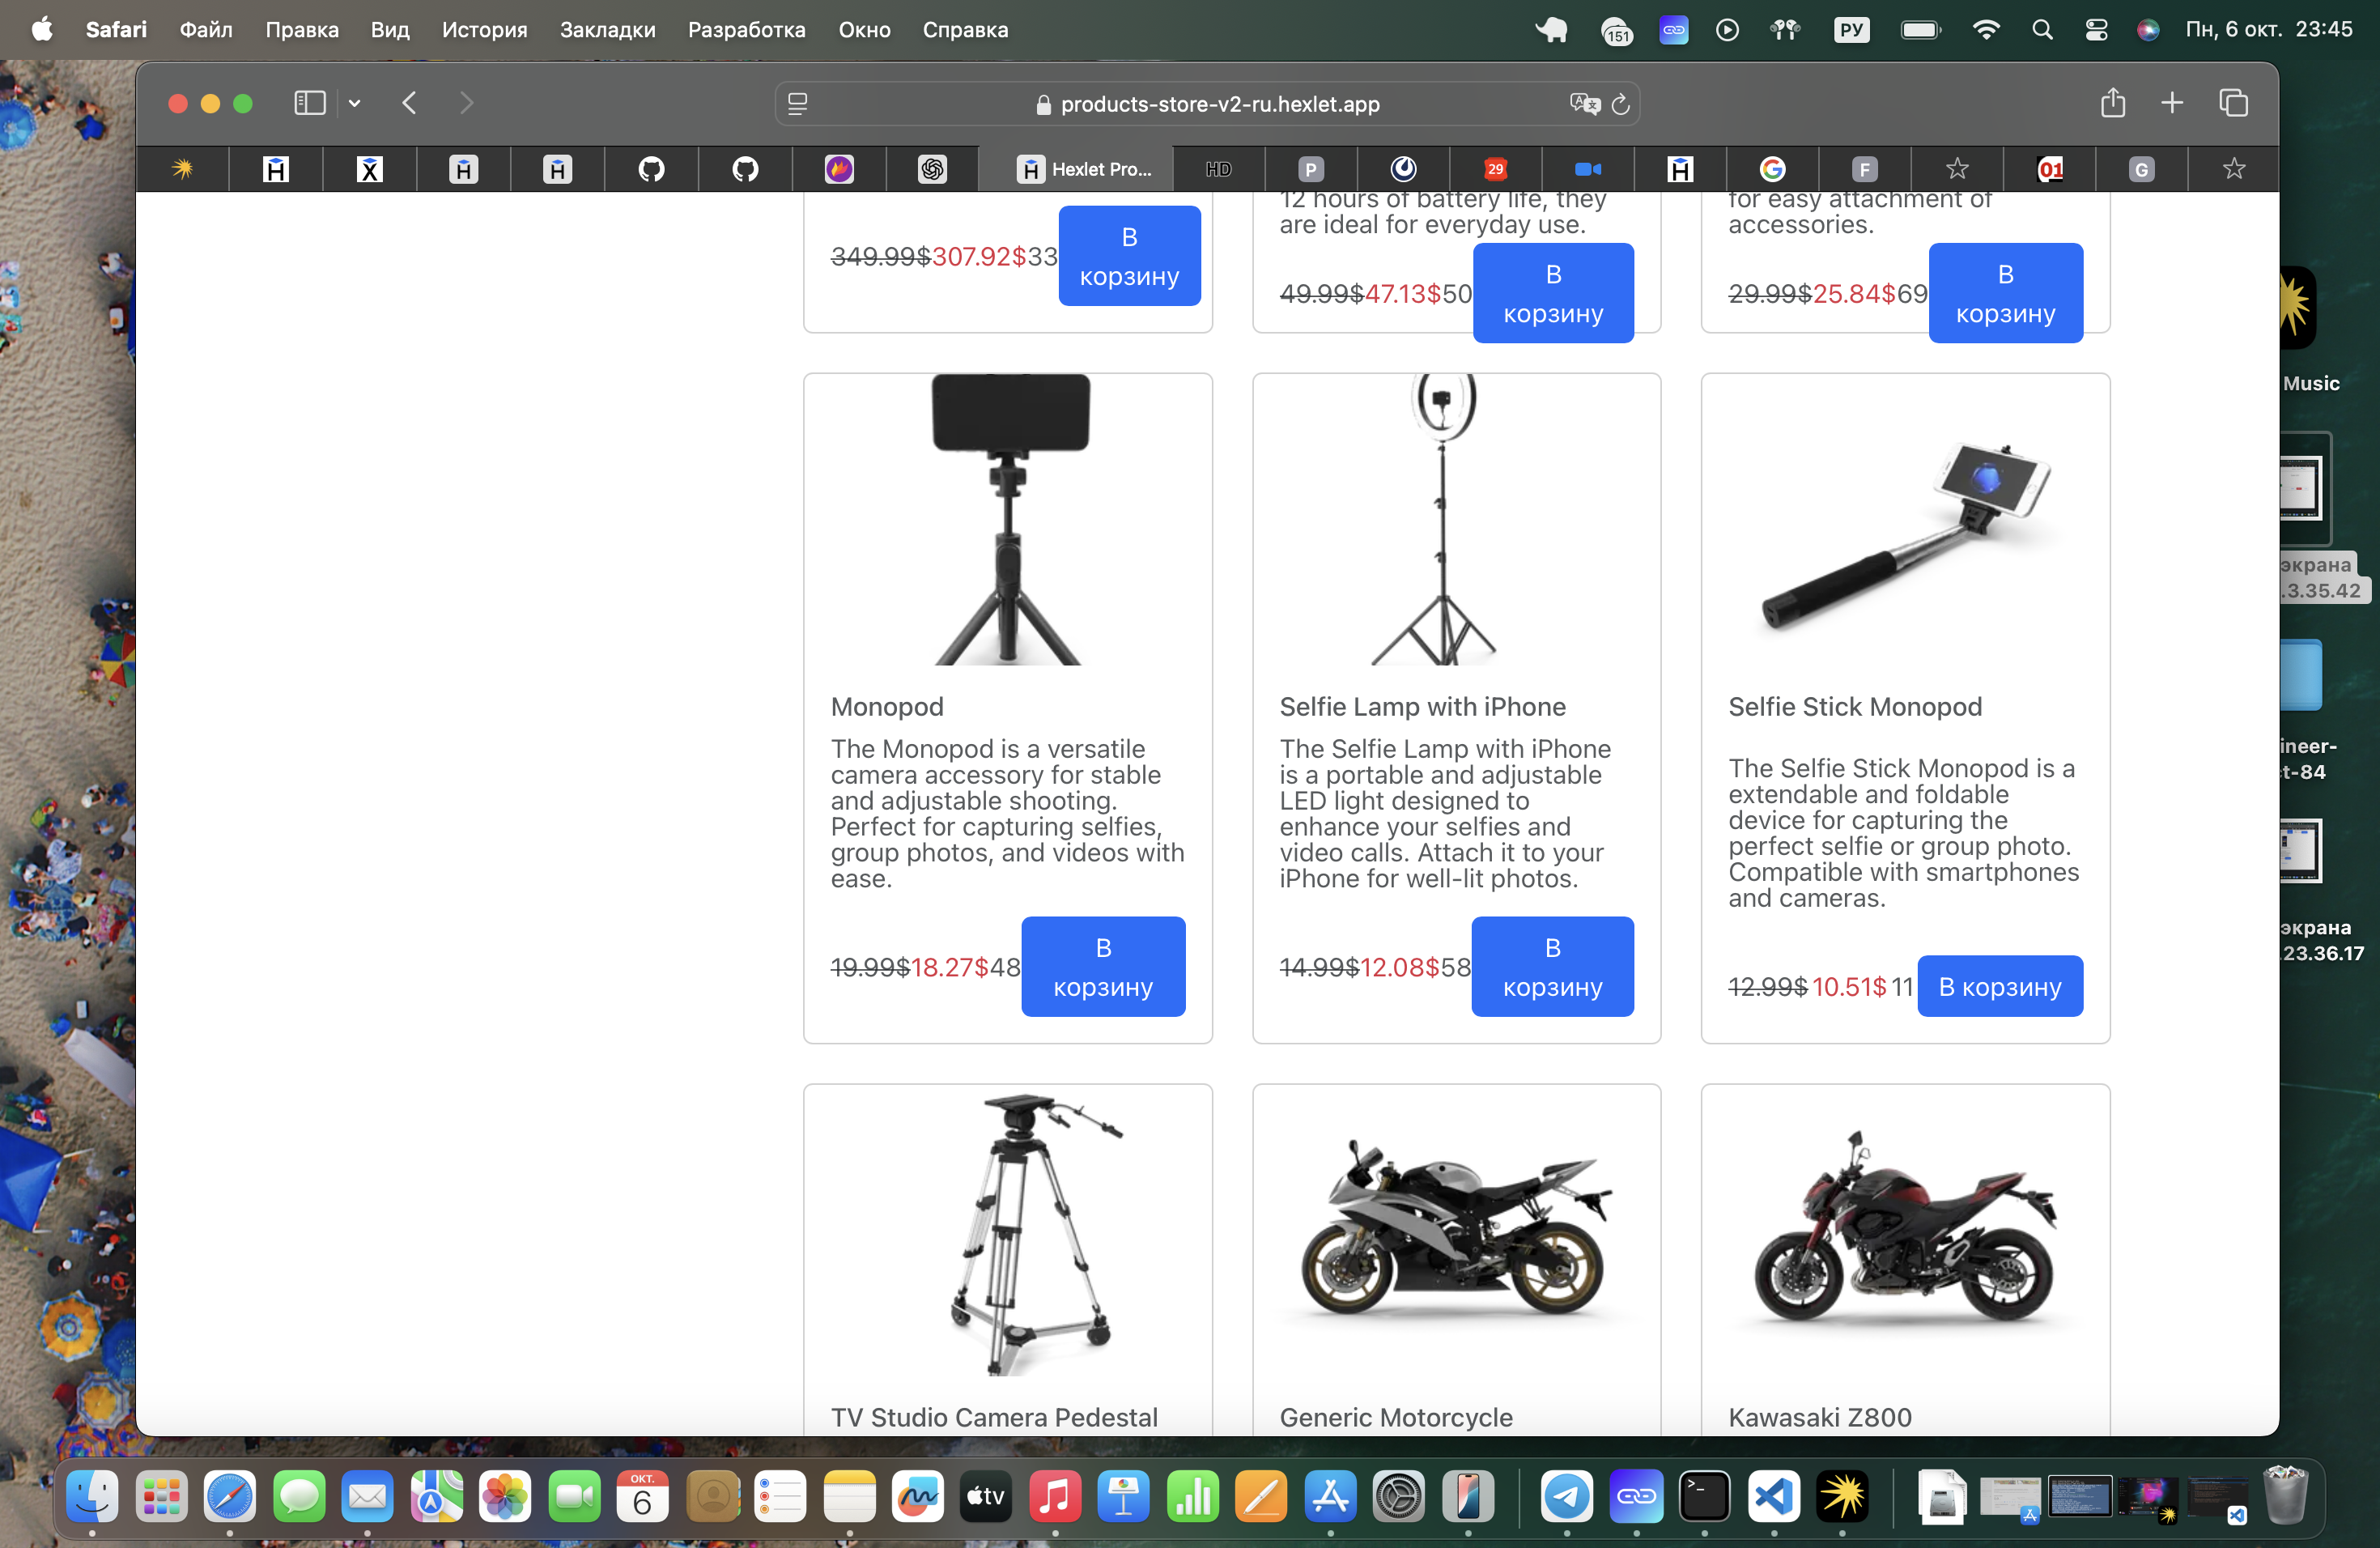 Safari Файл Правка Вид История Закладки Разработка Окно Справка
151
РУ
Пн, 6 окт. 23:45
products-store-v2-ru.hexlet.app
Hexlet Pro...
HD
P
29
F
01
G
349.99$307.92$33
В
корзину
12 hours of battery life, they
are ideal for everyday use.
49.99$47.13$50
В
корзину
for easy attachment of
accessories.
29.99$25.84$69
В
корзину
Monopod
The Monopod is a versatile
camera accessory for stable
and adjustable shooting.
Perfect for capturing selfies,
group photos, and videos with
ease.
19.99$18.27$48
В
корзину
Selfie Lamp with iPhone
The Selfie Lamp with iPhone
is a portable and adjustable
LED light designed to
enhance your selfies and
video calls. Attach it to your
iPhone for well-lit photos.
14.99$12.08$58
В
корзину
Selfie Stick Monopod
The Selfie Stick Monopod is a
extendable and foldable
device for capturing the
perfect selfie or group photo.
Compatible with smartphones
and cameras.
12.99$ 10.51$ 11
В корзину
TV Studio Camera Pedestal
Generic Motorcycle
Kawasaki Z800
Music
экрана
.3.35.42
ineer-
t-84
экрана
.23.36.17
ОКТ.
6
tv